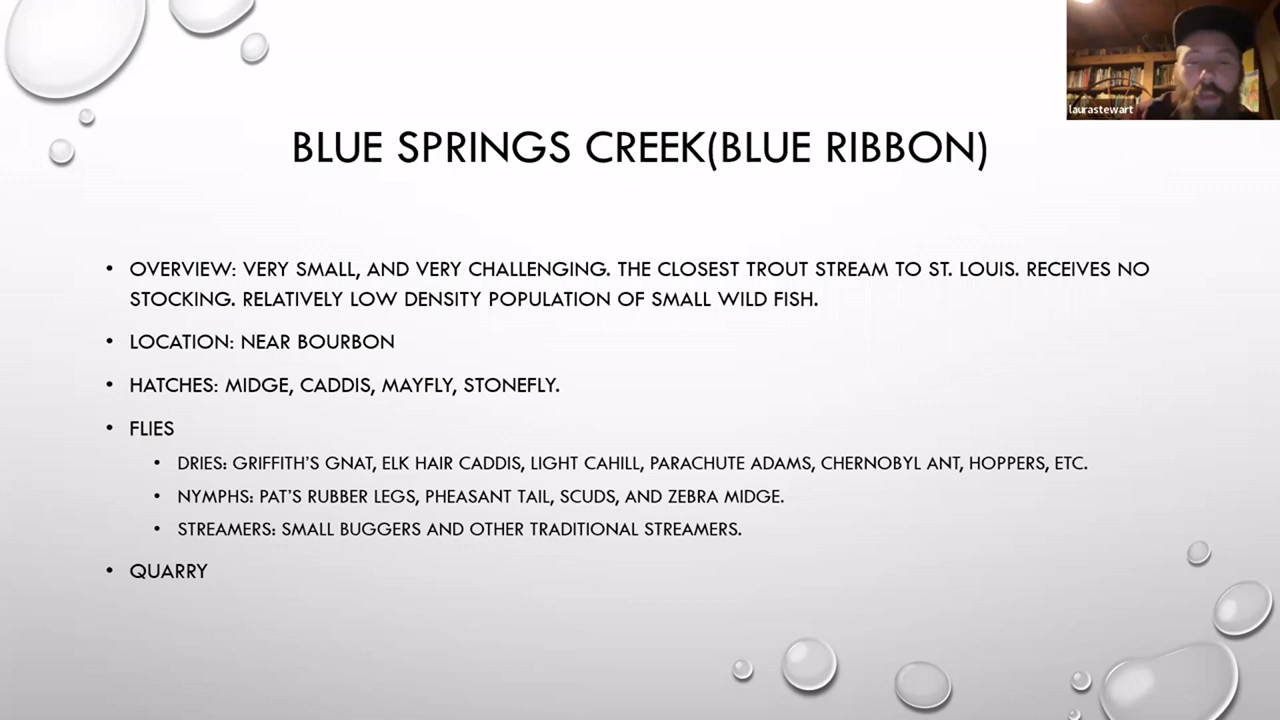 laurastewart
BLUE SPRINGS CREEK(BLUE RIBBON)
• OVERVIEW: VERY SMALL, AND VERY CHALLENGING. THE CLOSEST TROUT STREAM TO ST. LOUIS. RECEIVES NO
STOCKING. RELATIVELY LOW DENSITY POPULATION OF SMALL WILD FISH.
• LOCATION: NEAR BOURBON
• HATCHES: MIDGE, CADDIS, MAYFLY, STONEFLY.
• FLIES
• DRIES: GRIFFITH'S GNAT, ELK HAIR CADDIS, LIGHT CAHILL, PARACHUTE ADAMS, CHERNOBYL ANT, HOPPERS, ETC.
• NYMPHS: PAT'S RUBBER LEGS, PHEASANT TAIL, SCUDS, AND ZEBRA MIDGE.
• STREAMERS: SMALL BUGGERS AND OTHER TRADITIONAL STREAMERS.
• QUARRY